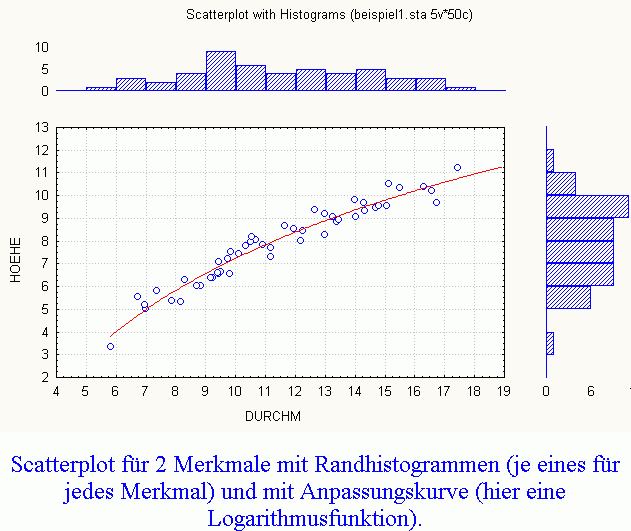 Scatterplot with Histograms (beispiel1.sta 5v*50c)
10
5
0
13
12
11
10
9
8
7
6
5
4
3
2
HOEHE
4 5 6 7 8 9 10 11 12 13 14 15 16 17 18 19
DURCHM
0 6
Scatterplot für 2 Merkmale mit Randhistogrammen (je eines für
jedes Merkmal) und mit Anpassungskurve (hier eine
Logarithmusfunktion).